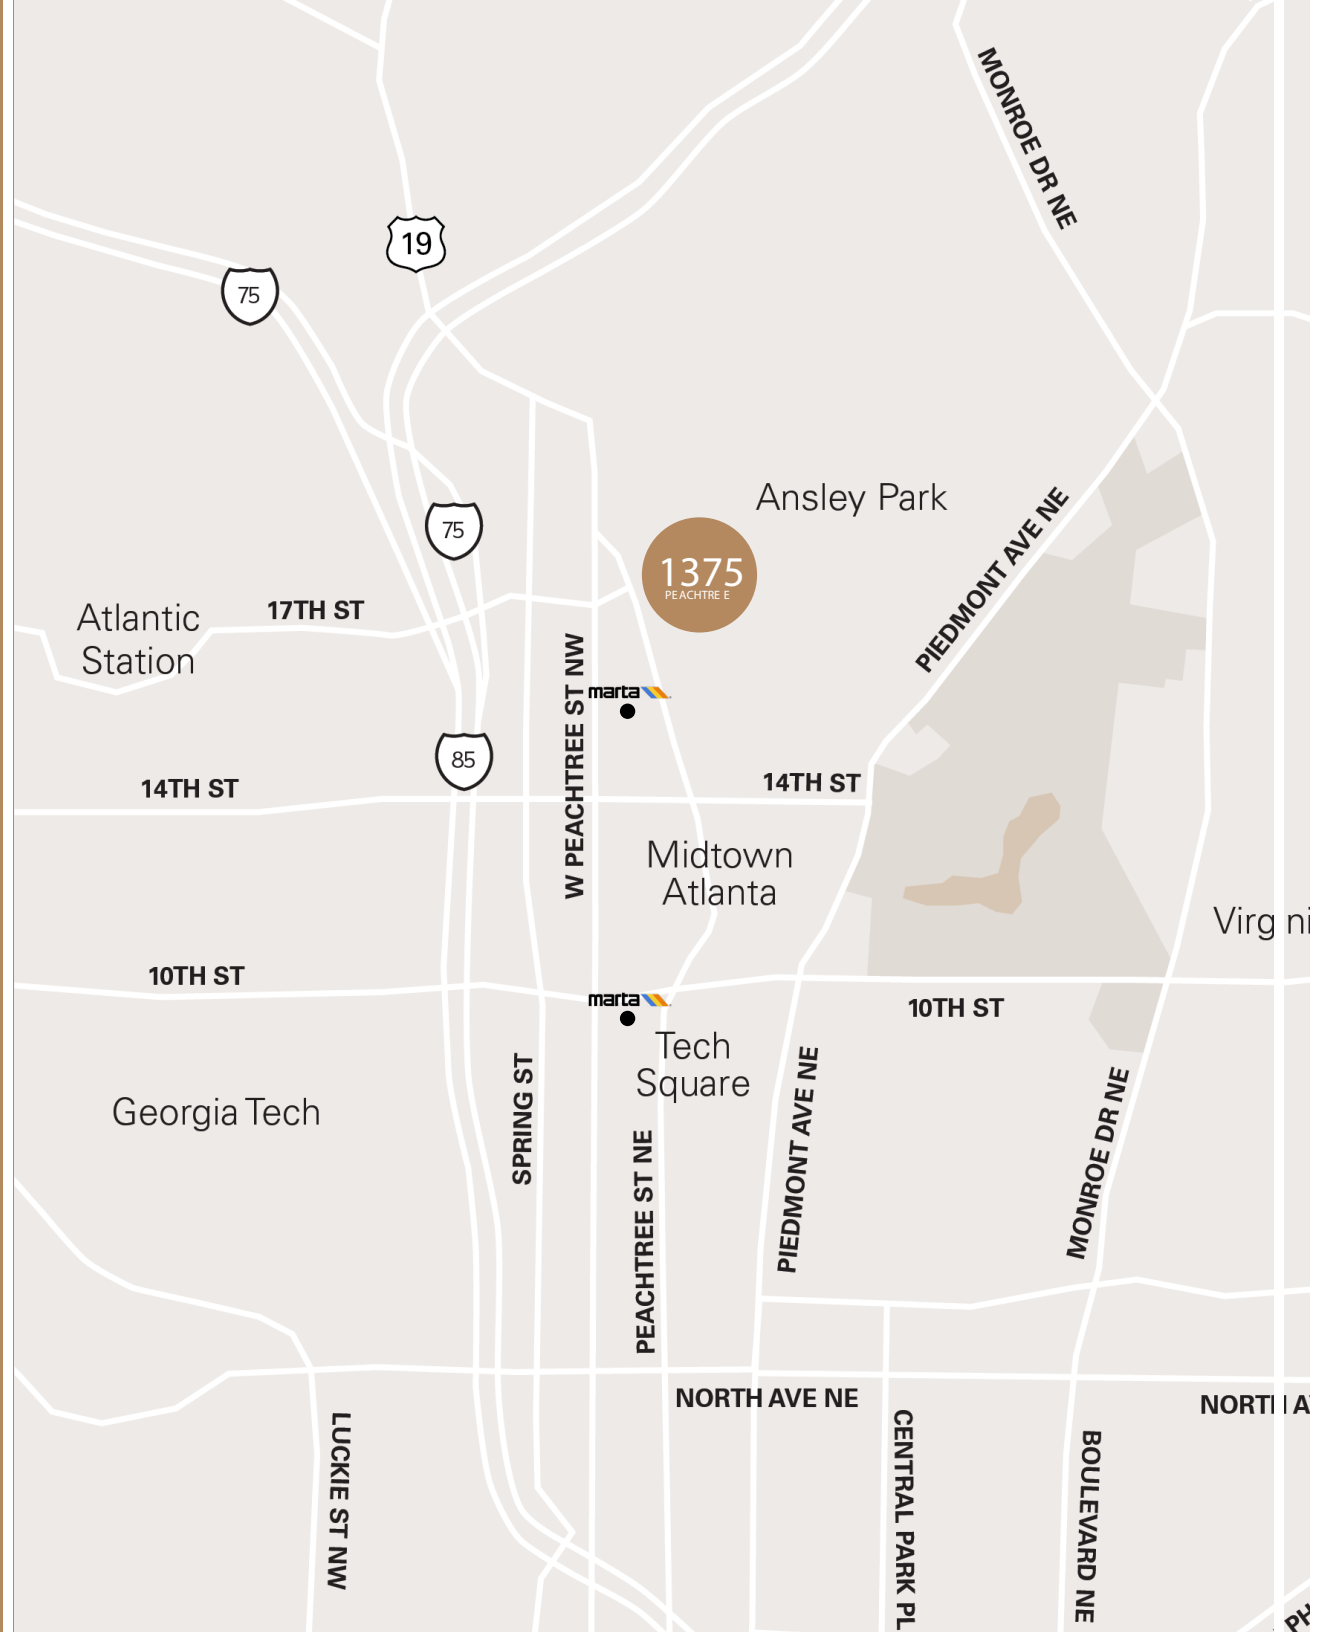 MONROE DR NE
19
75
Ansley Park
75
PIEDMONT AVE NE
1375
PEACHTRE E
Atlantic
Station
17TH ST
W PEACHTREE ST NW
marta
85
14TH ST
14TH ST
Midtown
Atlanta
Virgini
10TH ST
marta
10TH ST
Tech
Square
SPRING ST
PIEDMONT AVE NE
MONROE DR NE
Georgia Tech
PEACHTREE ST NE
NORTH AVE NE
NORTH A
LUCKIE ST NW
CENTRAL PARK PL
BOULEVARD NE
PH